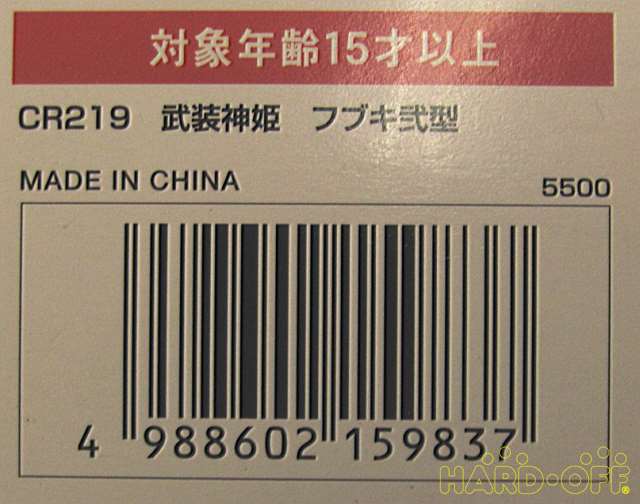 対象年齢15才以上
CR219 武装神姫 フブキ弐型
MADE IN CHINA
5500
4 988602 159837
HARD-OFF